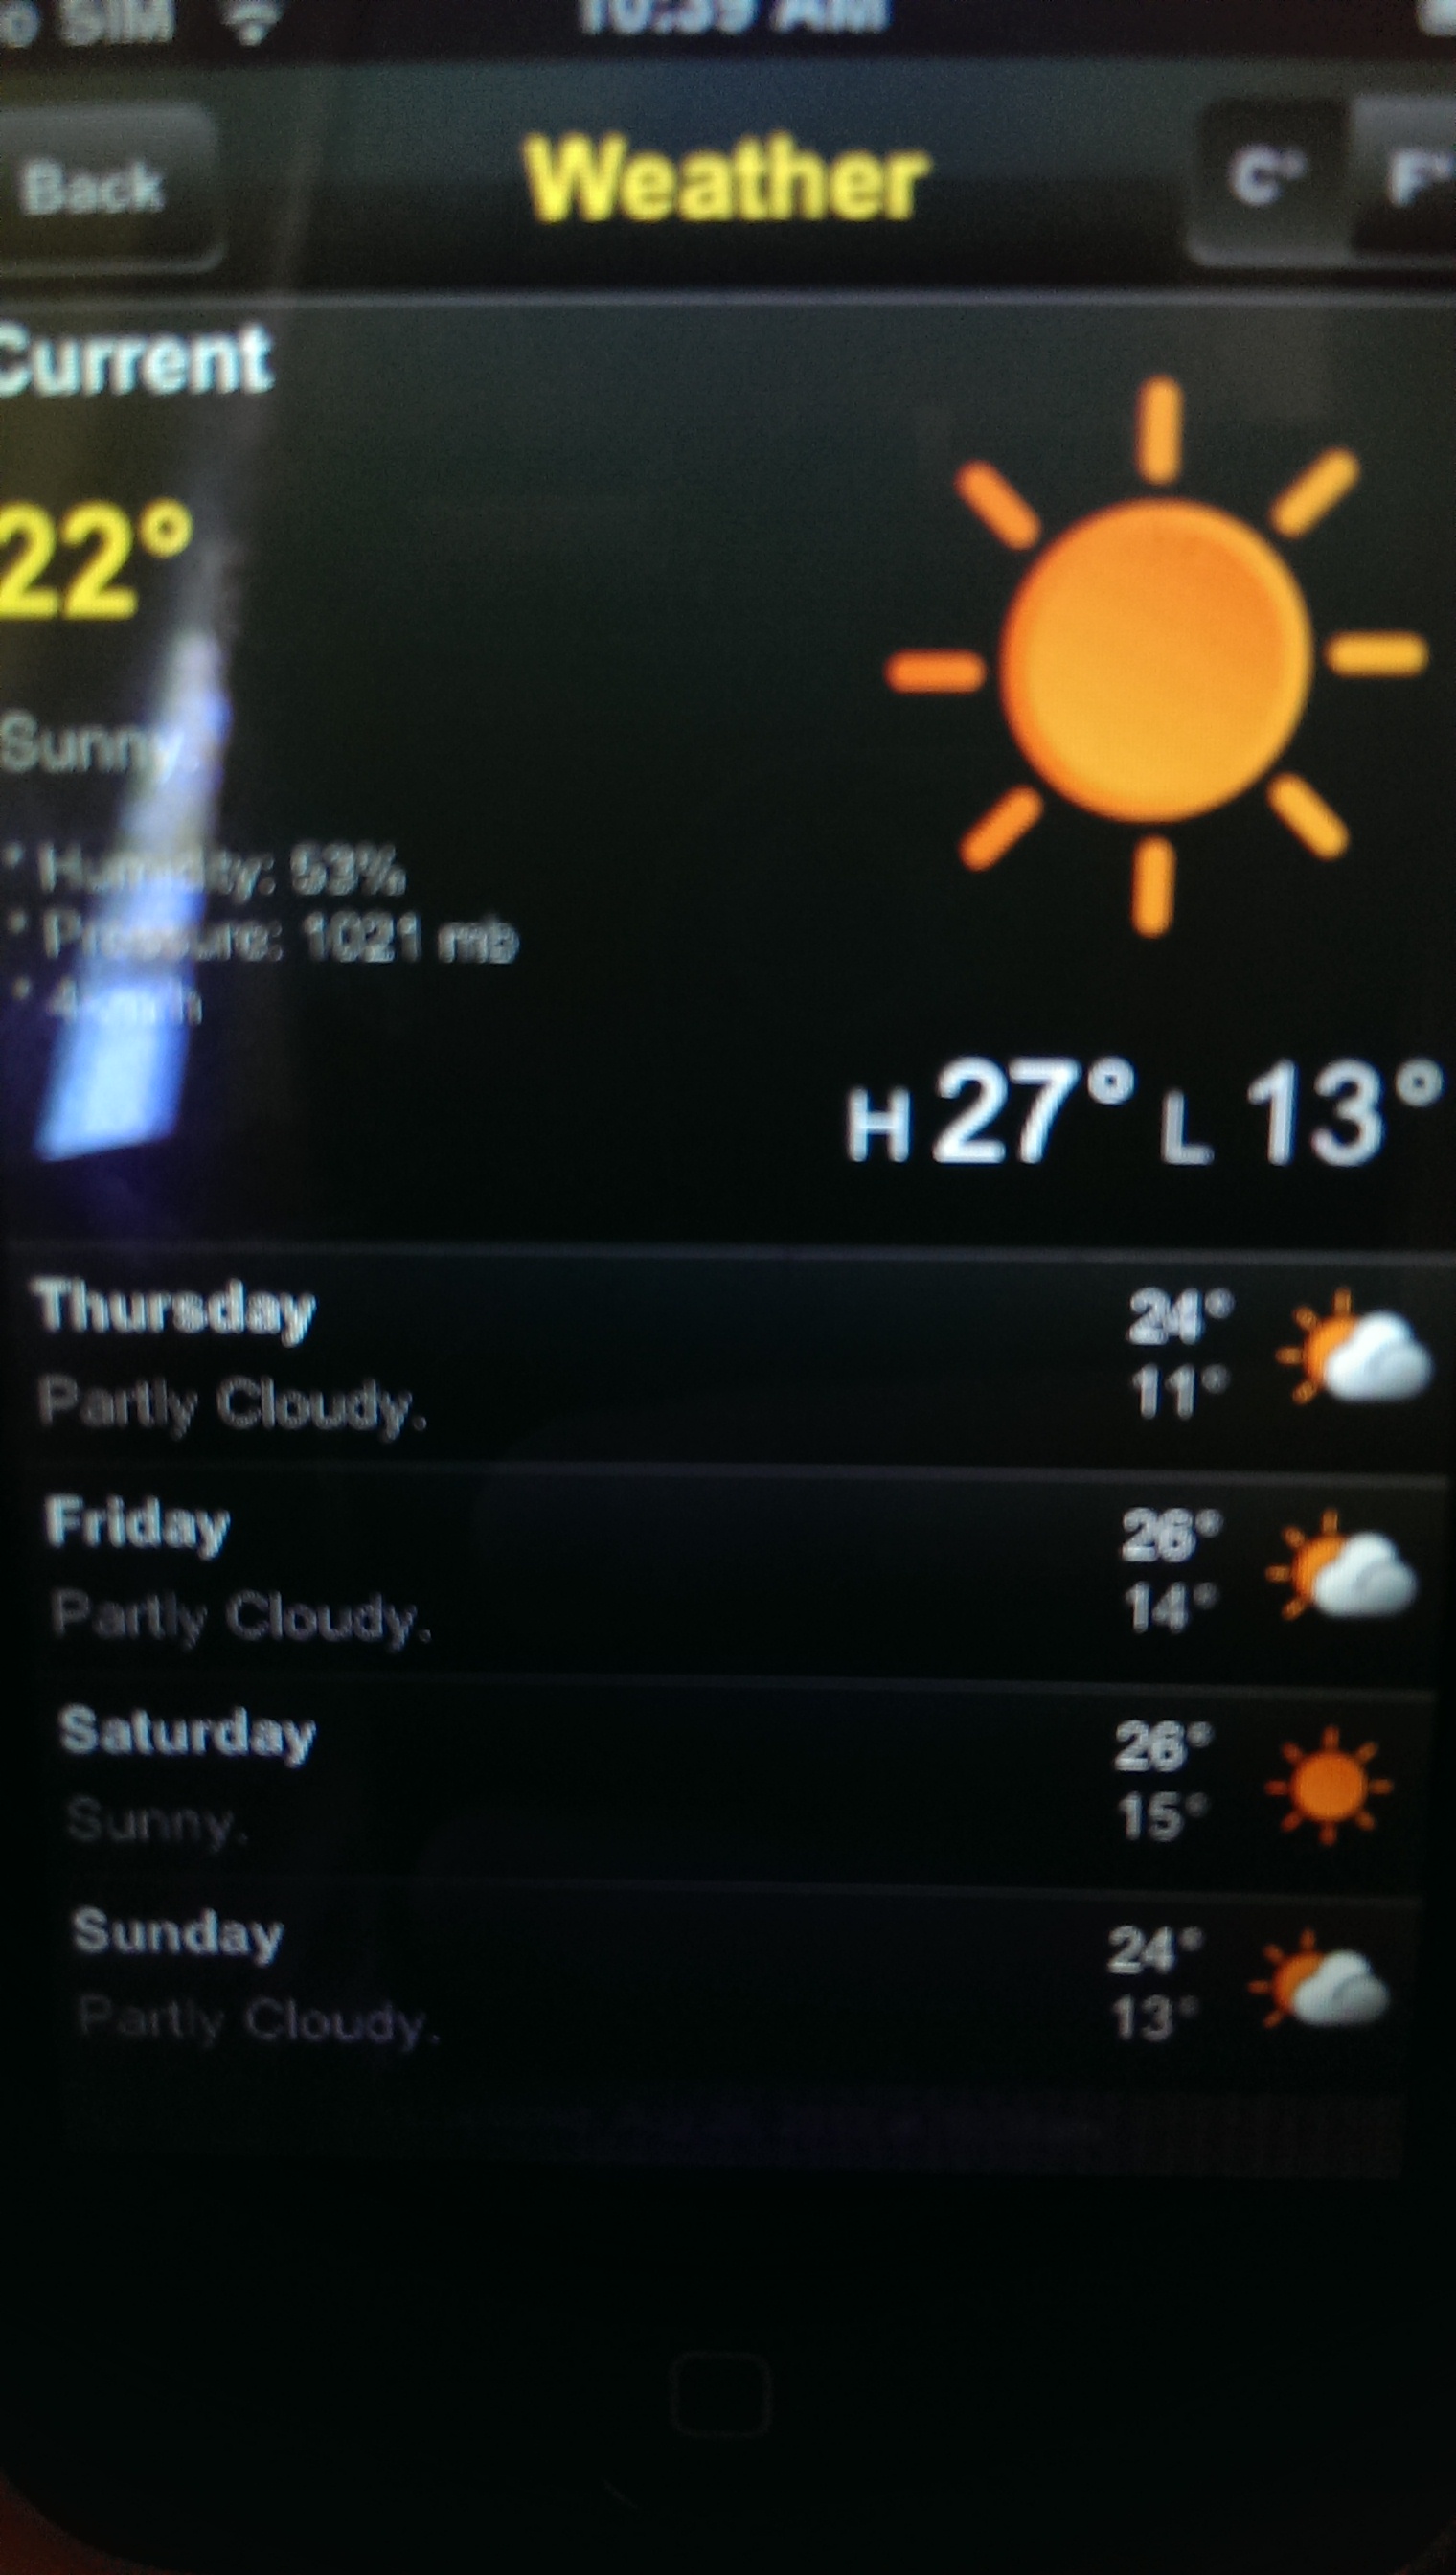 SIM 10:39 AM
Back Weather C° F°
Current
22°
Sunny.
* Humidity: 53%
* Pressure: 1021 mb
H 27° L 13°
Thursday 24°
Partly Cloudy. 11°
Friday 26°
Partly Cloudy. 14°
Saturday 26°
Sunny. 15°
Sunday 24°
Partly Cloudy. 13°